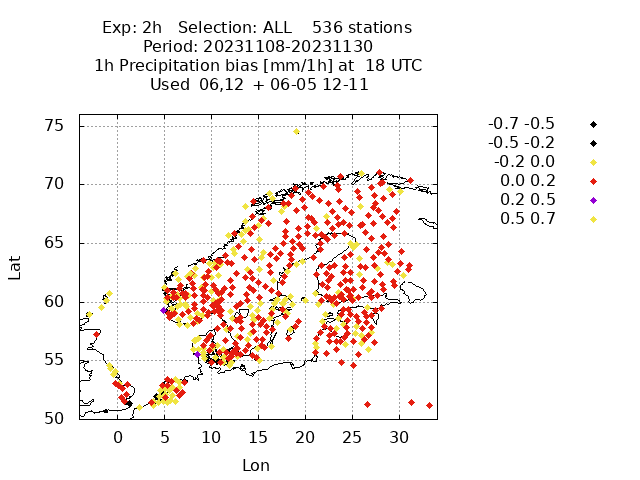 Exp: 2h   Selection: ALL    536 stations
Period: 20231108-20231130
1h Precipitation bias [mm/1h] at  18 UTC
Used  06,12  + 06-05 12-11
-0.7 -0.5
-0.5 -0.2
-0.2 0.0
0.0 0.2
0.2 0.5
0.5 0.7
75
70
65
60
55
50
Lat
0 5 10 15 20 25 30
Lon